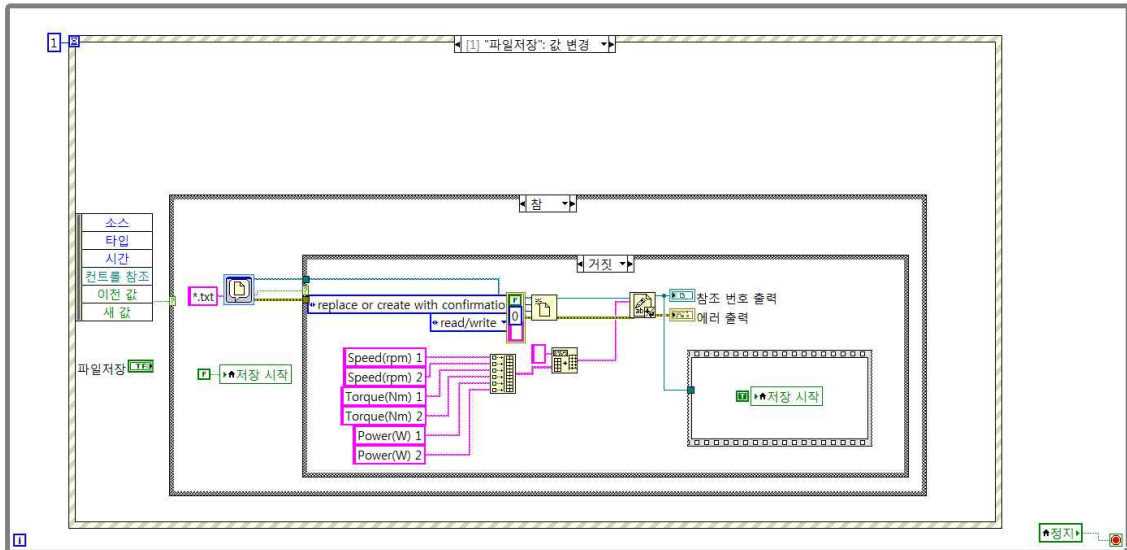 1
[1] "파일저장": 값 변경
참
소스
타입
시간
컨트롤 참조
이전 값
새 값
*.txt
거짓
replace or create with confirmatio
F
0
read/write
참조 번호 출력
에러 출력
파일저장
TF
F
저장 시작
Speed(rpm) 1
Speed(rpm) 2
Torque(Nm) 1
Torque(Nm) 2
Power(W) 1
Power(W) 2
T
저장 시작
i
정지